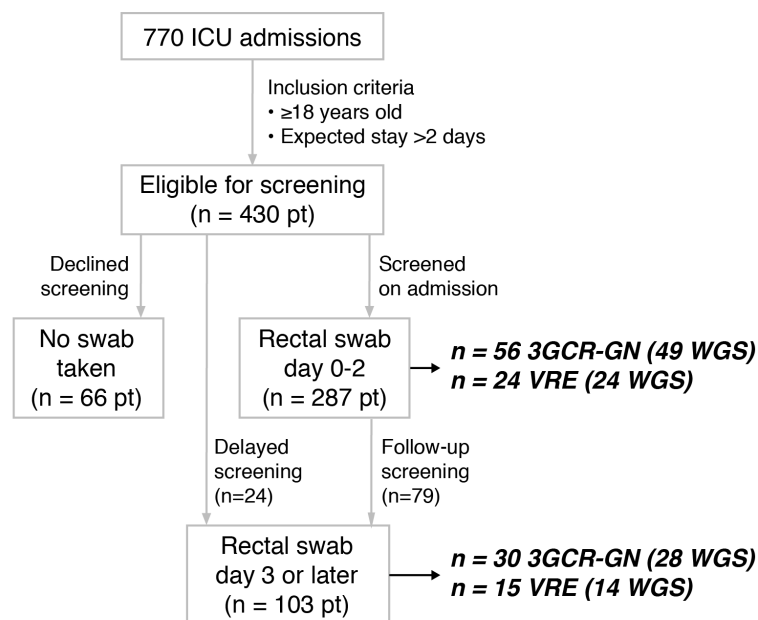 770 ICU admissions
Inclusion criteria
• ≥18 years old
• Expected stay >2 days
Eligible for screening
(n = 430 pt)
Declined
screening
Screened
on admission
No swab
taken
(n = 66 pt)
Rectal swab
day 0-2
(n = 287 pt)
n = 56 3GCR-GN (49 WGS)
n = 24 VRE (24 WGS)
Delayed
screening
(n=24)
Follow-up
screening
(n=79)
Rectal swab
day 3 or later
(n = 103 pt)
n = 30 3GCR-GN (28 WGS)
n = 15 VRE (14 WGS)